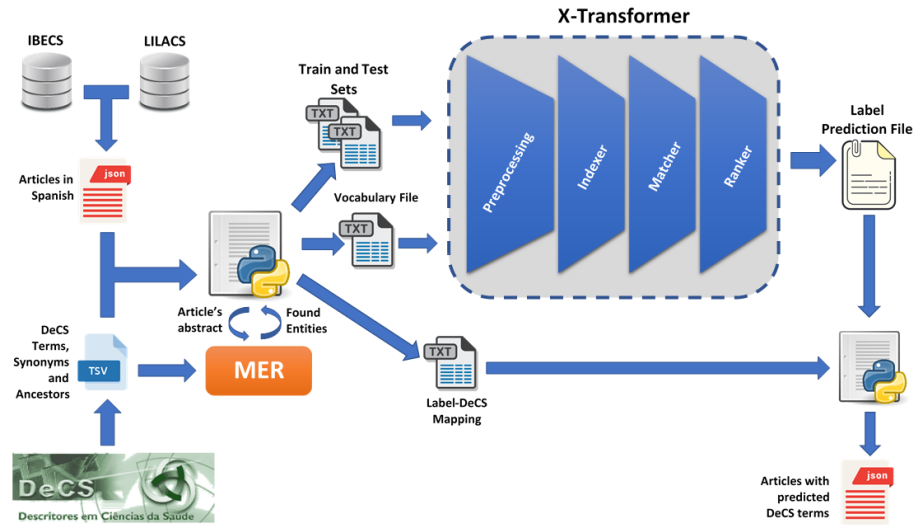 X-Transformer
IBECS
LILACS
Train and Test
Sets
TXT
TXT
Preprocessing
Indexer
Matcher
Ranker
Label
Prediction File
Articles in
Spanish
json
Vocabulary File
TXT
Article's
abstract
Found
Entities
DeCS
Terms,
Synonyms
and
Ancestors
TSV
MER
TXT
Label-DeCS
Mapping
DeCS
Descritores em Ciências da Saúde
Articles with
predicted
DeCS terms
json